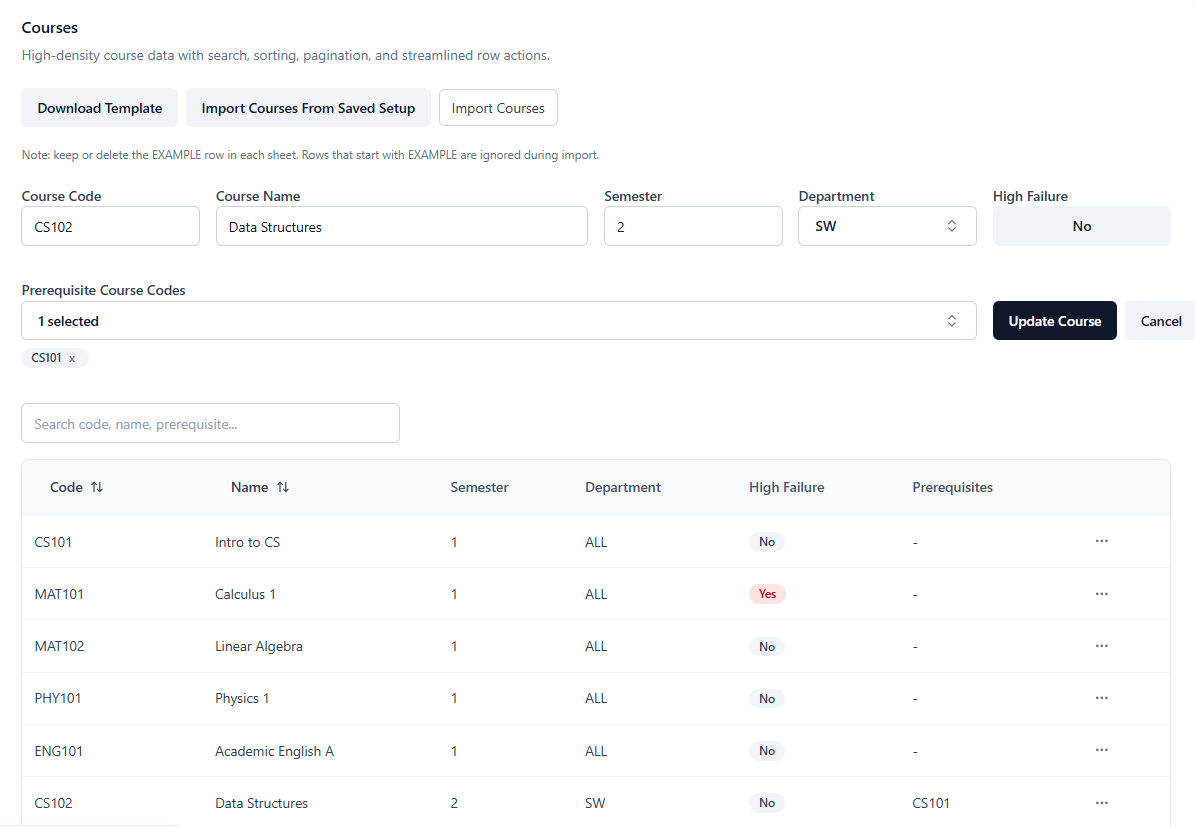 Courses
High-density course data with search, sorting, pagination, and streamlined row actions.
Download Template Import Courses From Saved Setup Import Courses
Note: keep or delete the EXAMPLE row in each sheet. Rows that start with EXAMPLE are ignored during import.
Course Code Course Name Semester Department High Failure
CS102 Data Structures 2 SW No
Prerequisite Course Codes
1 selected Update Course Cancel
CS101 x
Search code, name, prerequisite...
Code Name Semester Department High Failure Prerequisites
CS101 Intro to CS 1 ALL No - ···
MAT101 Calculus 1 1 ALL Yes - ···
MAT102 Linear Algebra 1 ALL No - ···
PHY101 Physics 1 1 ALL No - ···
ENG101 Academic English A 1 ALL No - ···
CS102 Data Structures 2 SW No CS101 ···